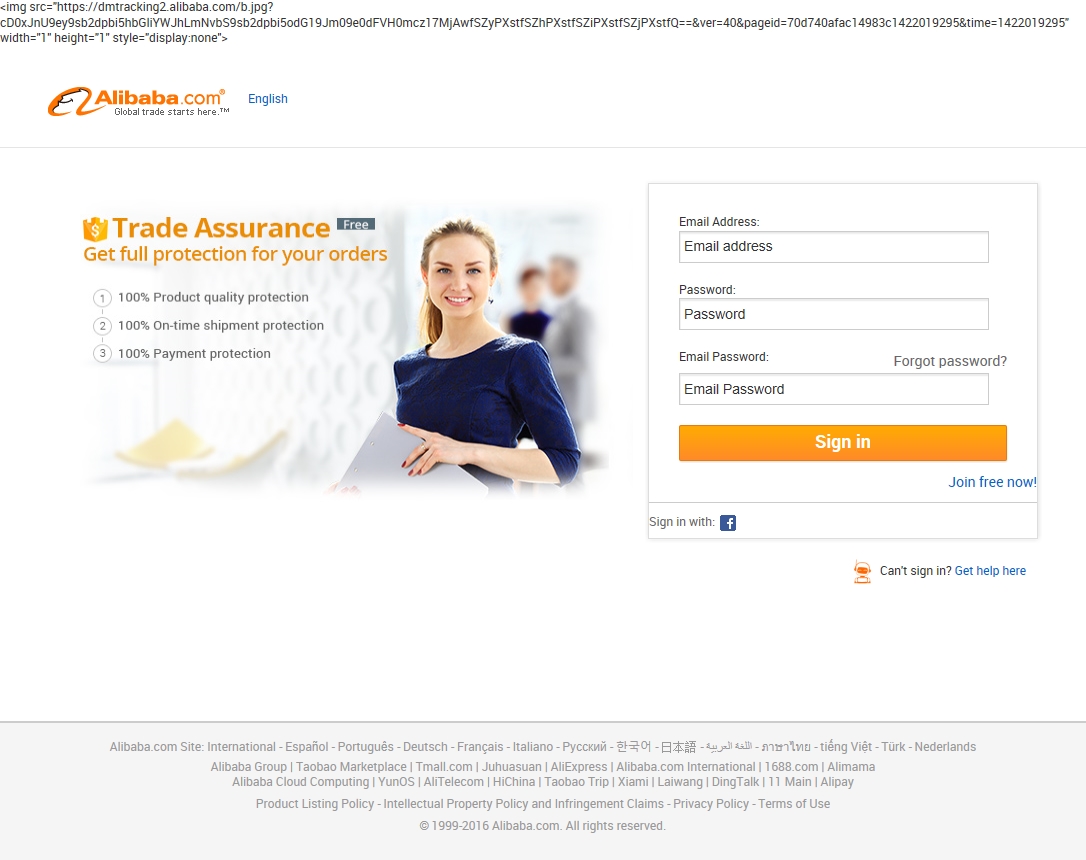 <img src="https://dmtracking2.alibaba.com/b.jpg?
cD0xJnU9ey9sb2dpbi5hbGliYWJhLmNvbS9sb2dpbi5odG19Jm09e0dFVH0mcz17MjAwfSZyPXstfSZhPXstfSZiPXstfSZjPXstfQ==&ver=40&pageid=70d740afac14983c1422019295&time=1422019295"
width="1" height="1" style="display:none">
Alibaba.com®
Global trade starts here.™
English
Trade Assurance Free
Get full protection for your orders
1 100% Product quality protection
2 100% On-time shipment protection
3 100% Payment protection
Email Address:
Email address
Password:
Password
Email Password:
Forgot password?
Email Password
Sign in
Join free now!
Sign in with: f
Can't sign in? Get help here
Alibaba.com Site: International - Español - Português - Deutsch - Français - Italiano - Русский - 한국어 - 日本語 - اللغة العربية - ภาษาไทย - tiếng Việt - Türk - Nederlands
Alibaba Group | Taobao Marketplace | Tmall.com | Juhuasuan | AliExpress | Alibaba.com International | 1688.com | Alimama
Alibaba Cloud Computing | YunOS | AliTelecom | HiChina | Taobao Trip | Xiami | Laiwang | DingTalk | 11 Main | Alipay
Product Listing Policy - Intellectual Property Policy and Infringement Claims - Privacy Policy - Terms of Use
© 1999-2016 Alibaba.com. All rights reserved.